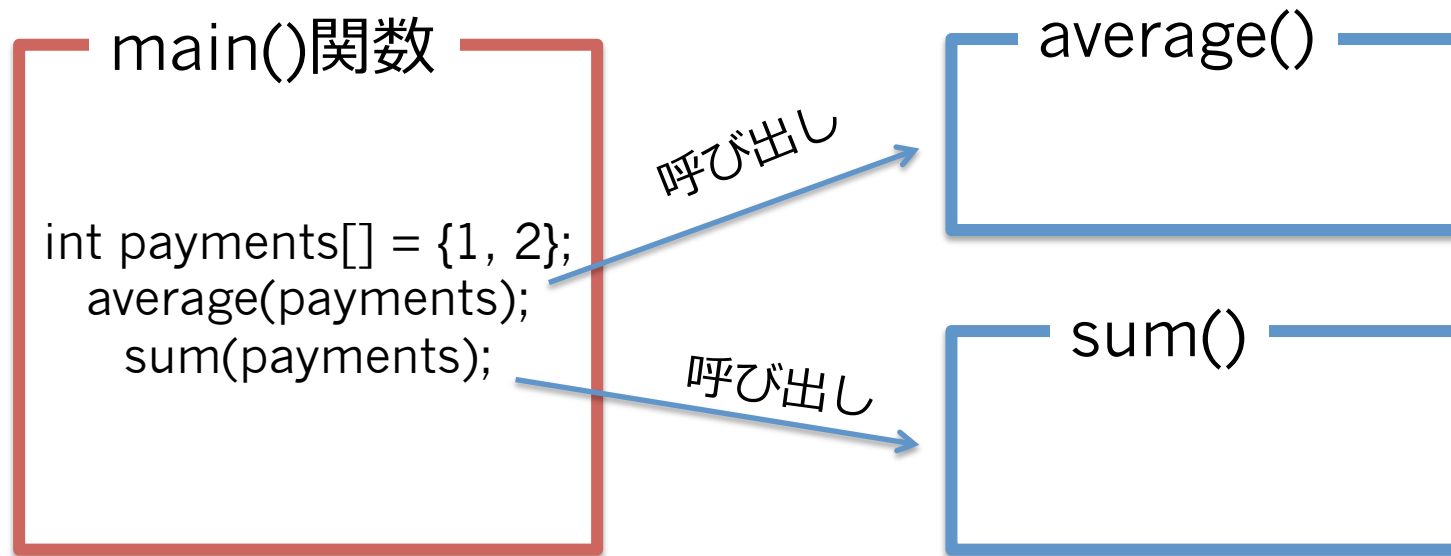 main()関数
int payments[] = {1, 2};
average(payments);
sum(payments);
呼び出し
average()
呼び出し
sum()